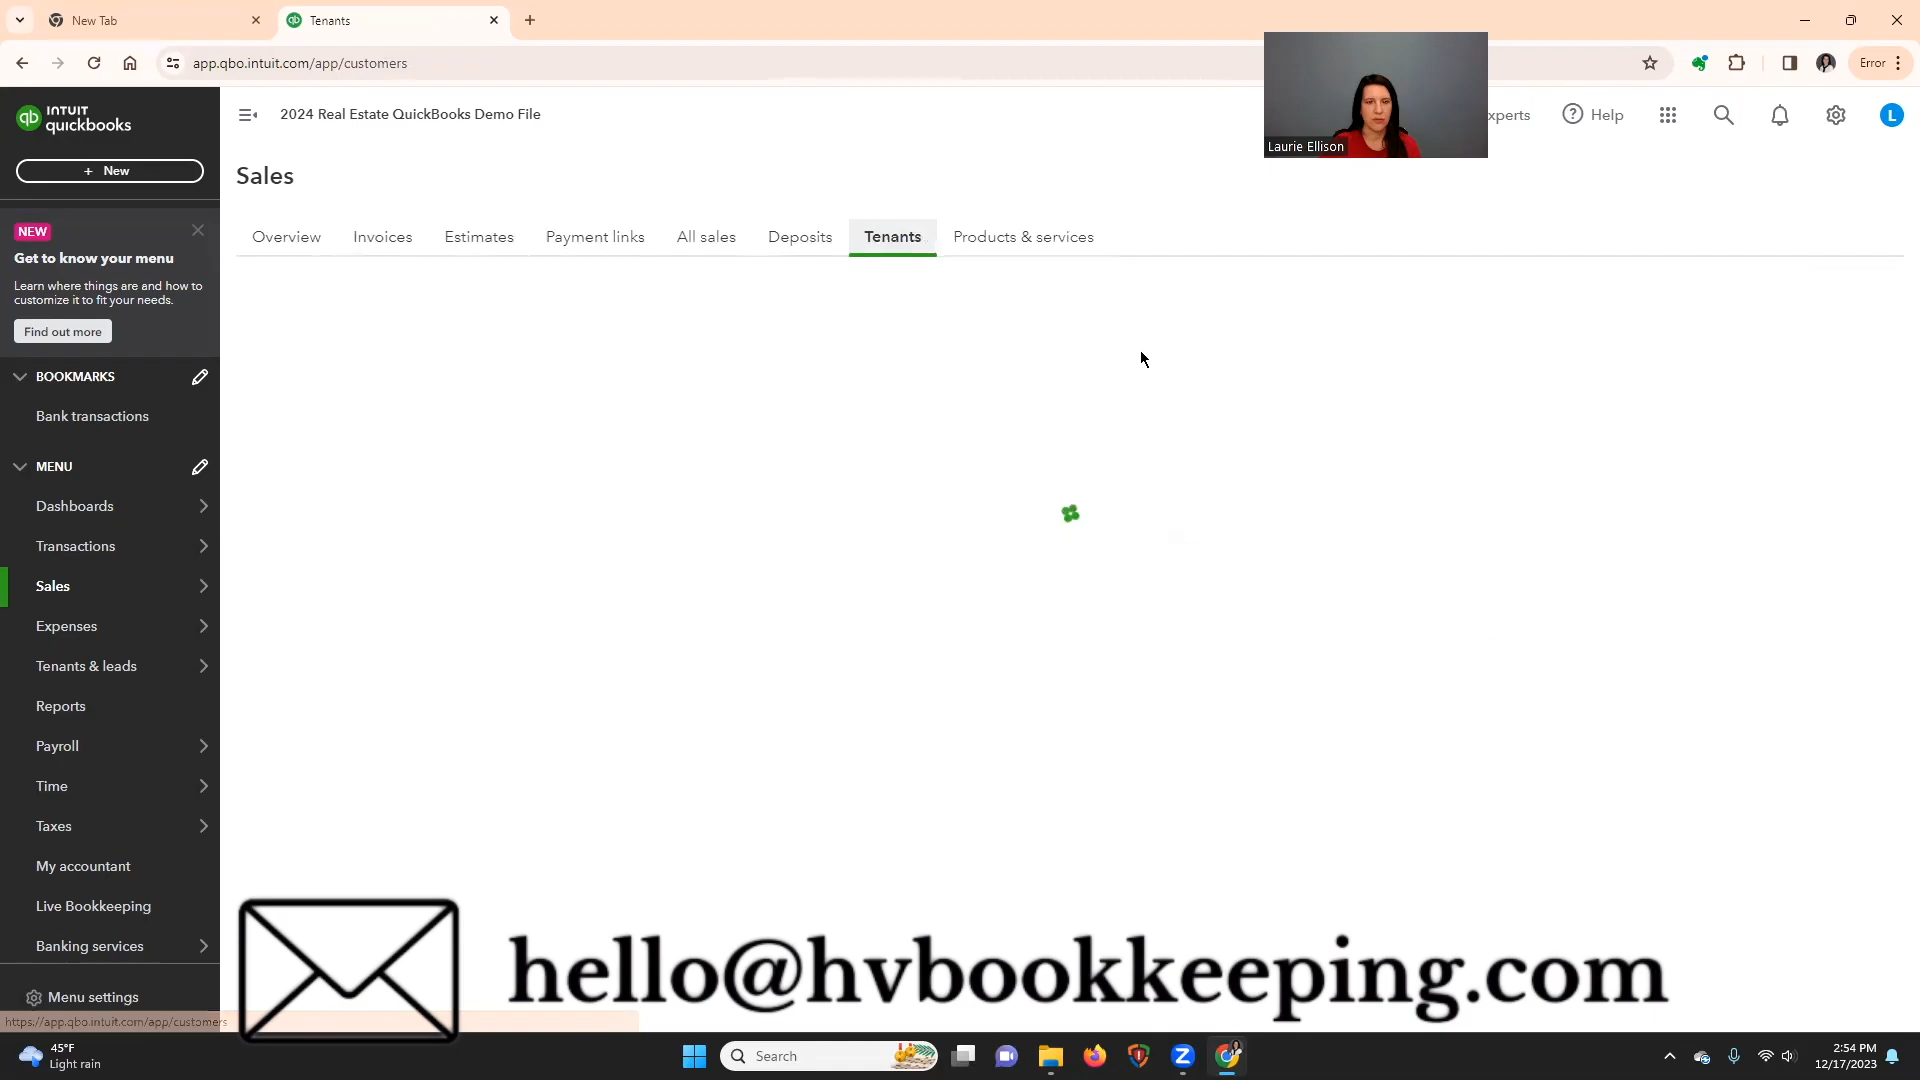 New Tab
Tenants
app.qbo.intuit.com/app/customers
Error
INTUIT
quickbooks
2024 Real Estate QuickBooks Demo File
xperts
Help
L
Laurie Ellison
+ New
Sales
Overview
Invoices
Estimates
Payment links
All sales
Deposits
Tenants
Products & services
NEW
Get to know your menu
Learn where things are and how to
customize it to fit your needs.
Find out more
BOOKMARKS
Bank transactions
MENU
Dashboards
Transactions
Sales
Expenses
Tenants & leads
Reports
Payroll
Time
Taxes
My accountant
Live Bookkeeping
Banking services
Menu settings
hello@hvbookkeeping.com
https://app.qbo.intuit.com/app/customers
45°F
Light rain
Search
2:54 PM
12/17/2023